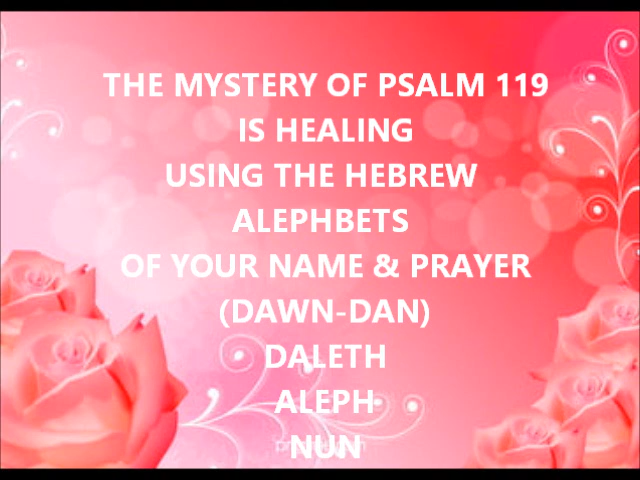 THE MYSTERY OF PSALM 119
IS HEALING
USING THE HEBREW
ALEPHBETS
OF YOUR NAME & PRAYER
(DAWN-DAN)
DALETH
ALEPH
NUN